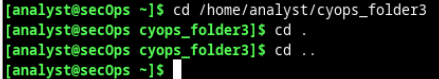 [analyst@secOps ~]$ cd /home/analyst/cyops_folder3
[analyst@secOps cyops_folder3]$ cd .
[analyst@secOps cyops_folder3]$ cd ..
[analyst@secOps ~]$